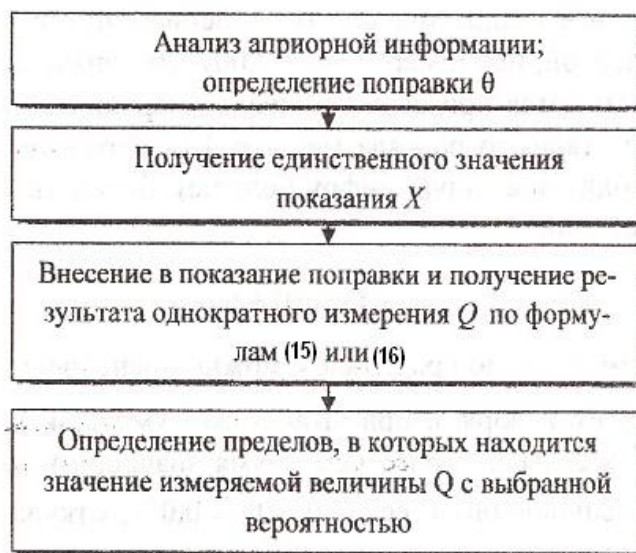 Анализ априорной информации;
определение поправки θ
Получение единственного значения
показания X
Внесение в показание поправки и получение ре-
зультата однократного измерения Q по форму-
лам (15) или (16)
Определение пределов, в которых находится
значение измеряемой величины Q с выбранной
вероятностью